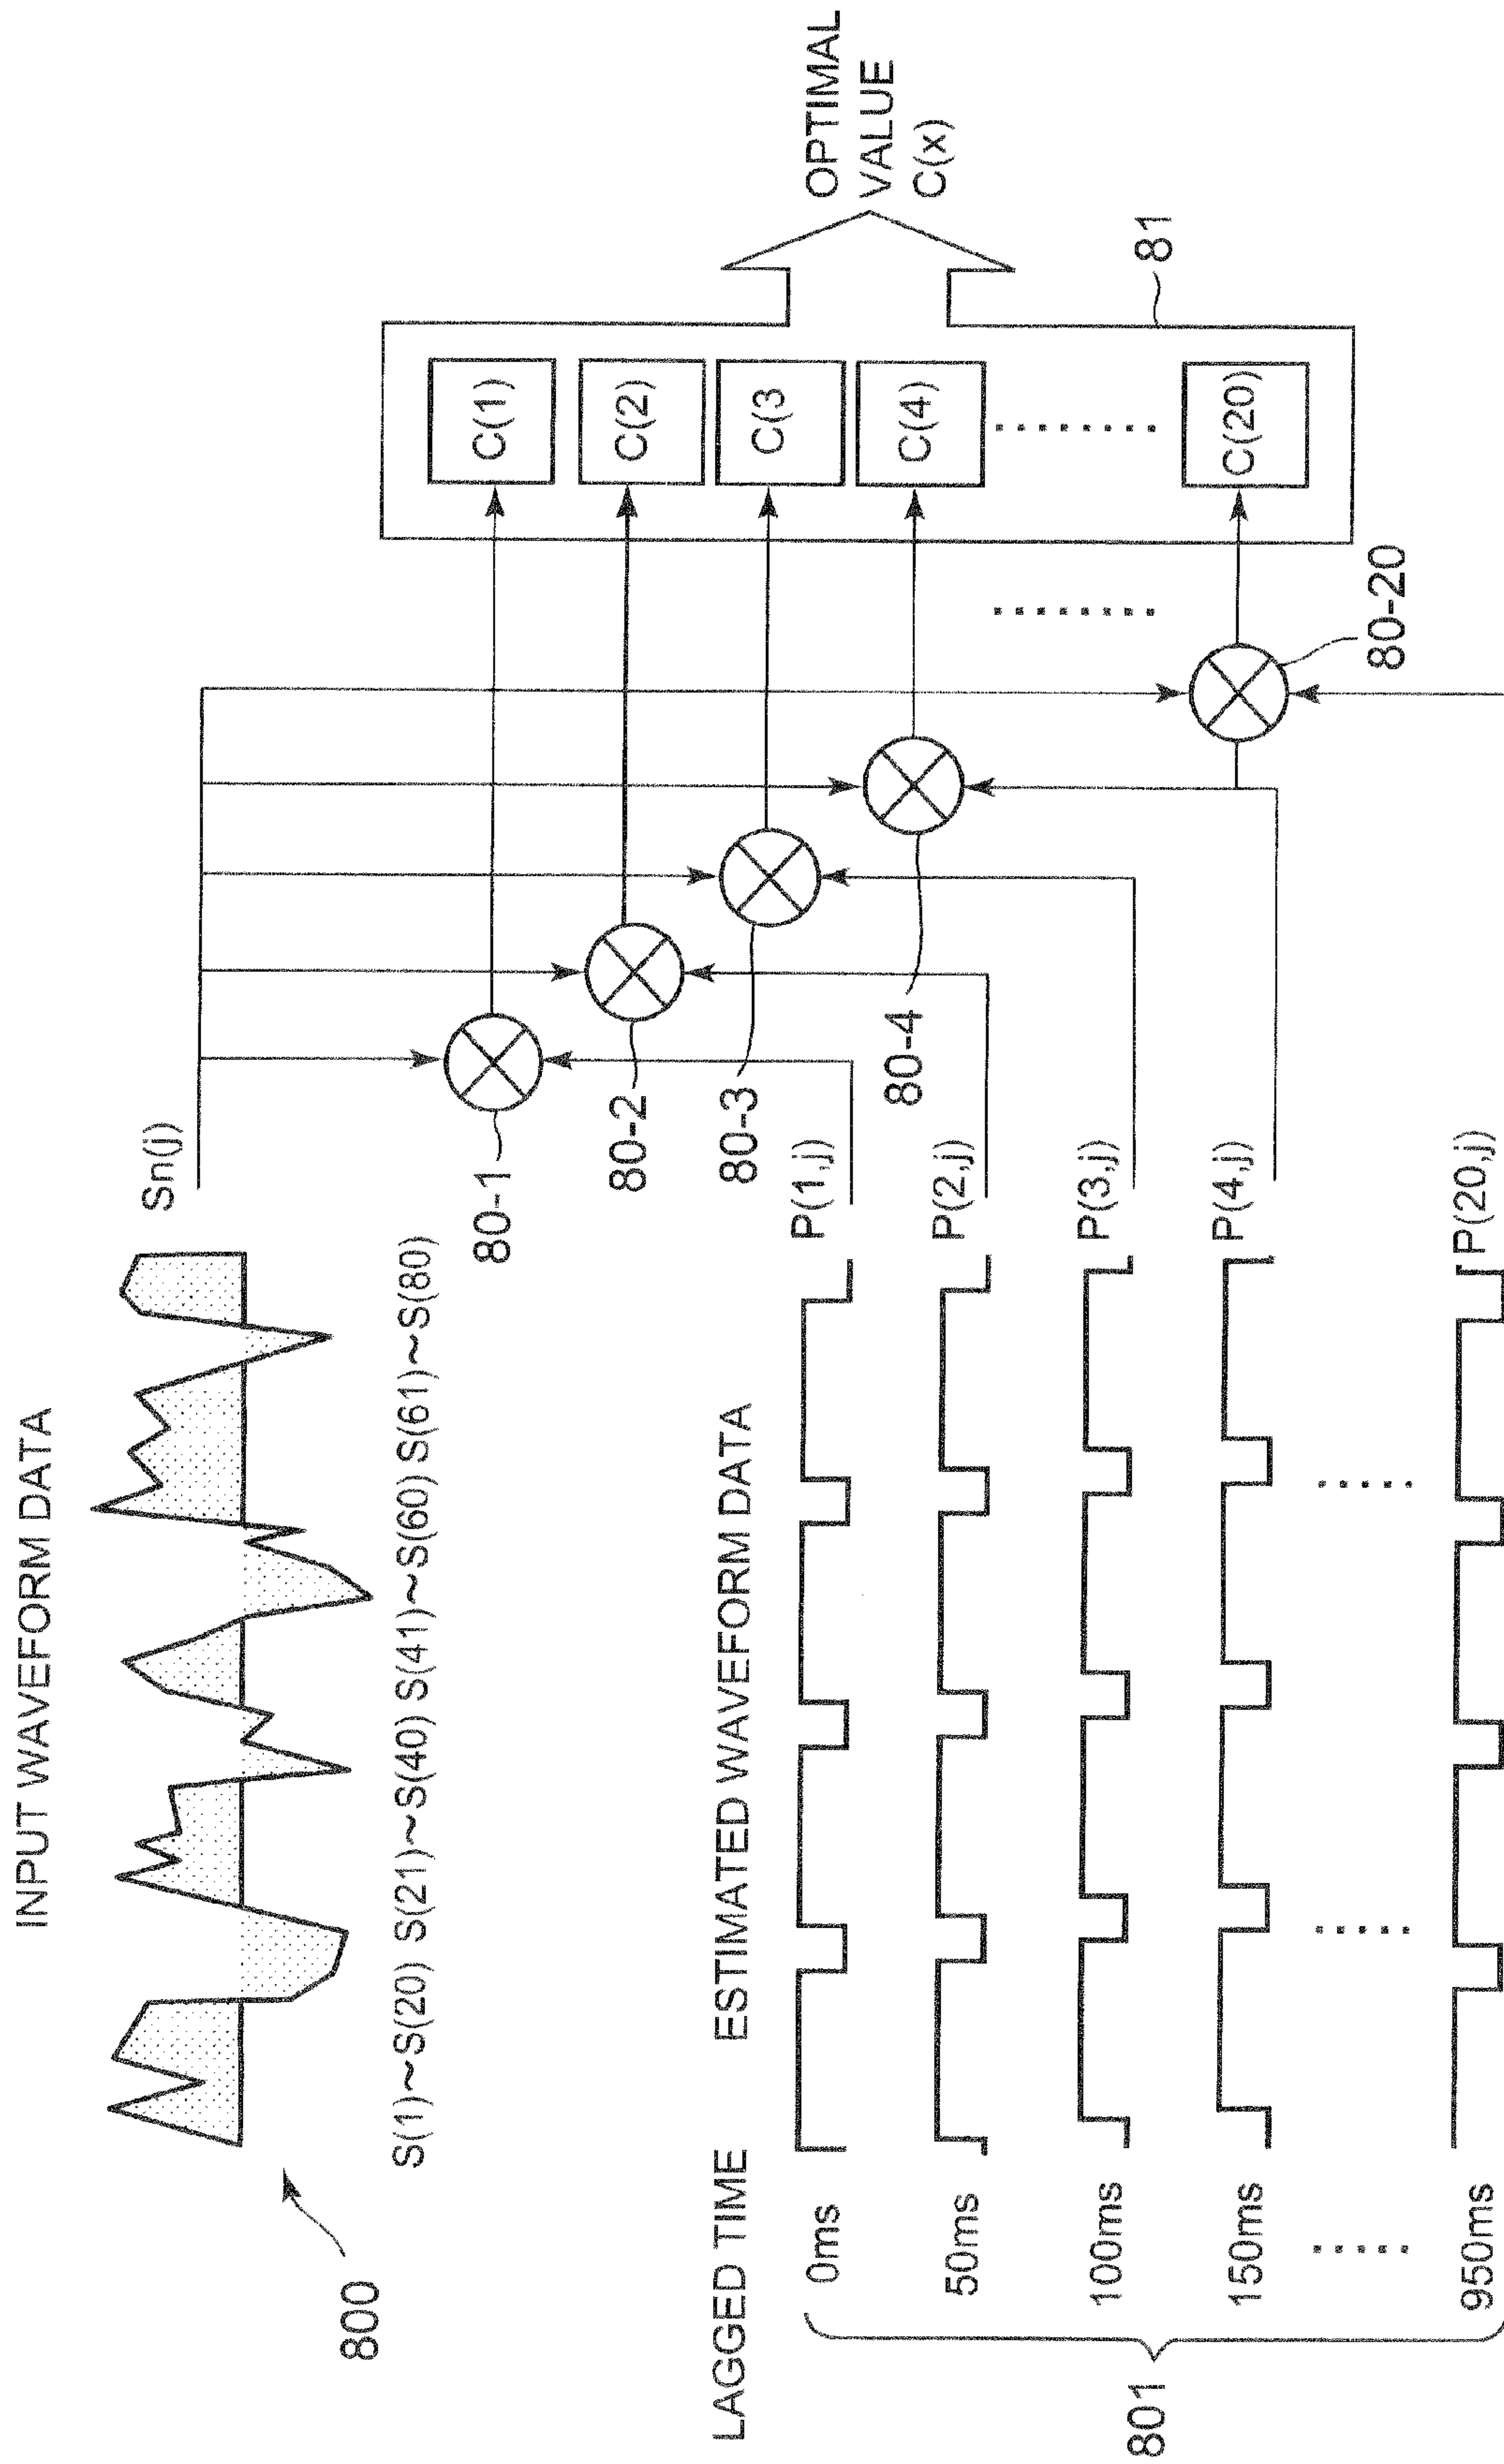 INPUT WAVEFORM DATA
800
S(1)~S(20) S(21)~S(40) S(41)~S(60) S(61)~S(80)
Sn(j)
LAGGED TIME
ESTIMATED WAVEFORM DATA
801
0ms
P(1,j)
50ms
P(2,j)
100ms
P(3,j)
150ms
P(4,j)
950ms
P(20,j)
80-1
80-2
80-3
80-4
80-20
C(1)
C(2)
C(3
C(4)
C(20)
81
OPTIMAL
VALUE
C(x)